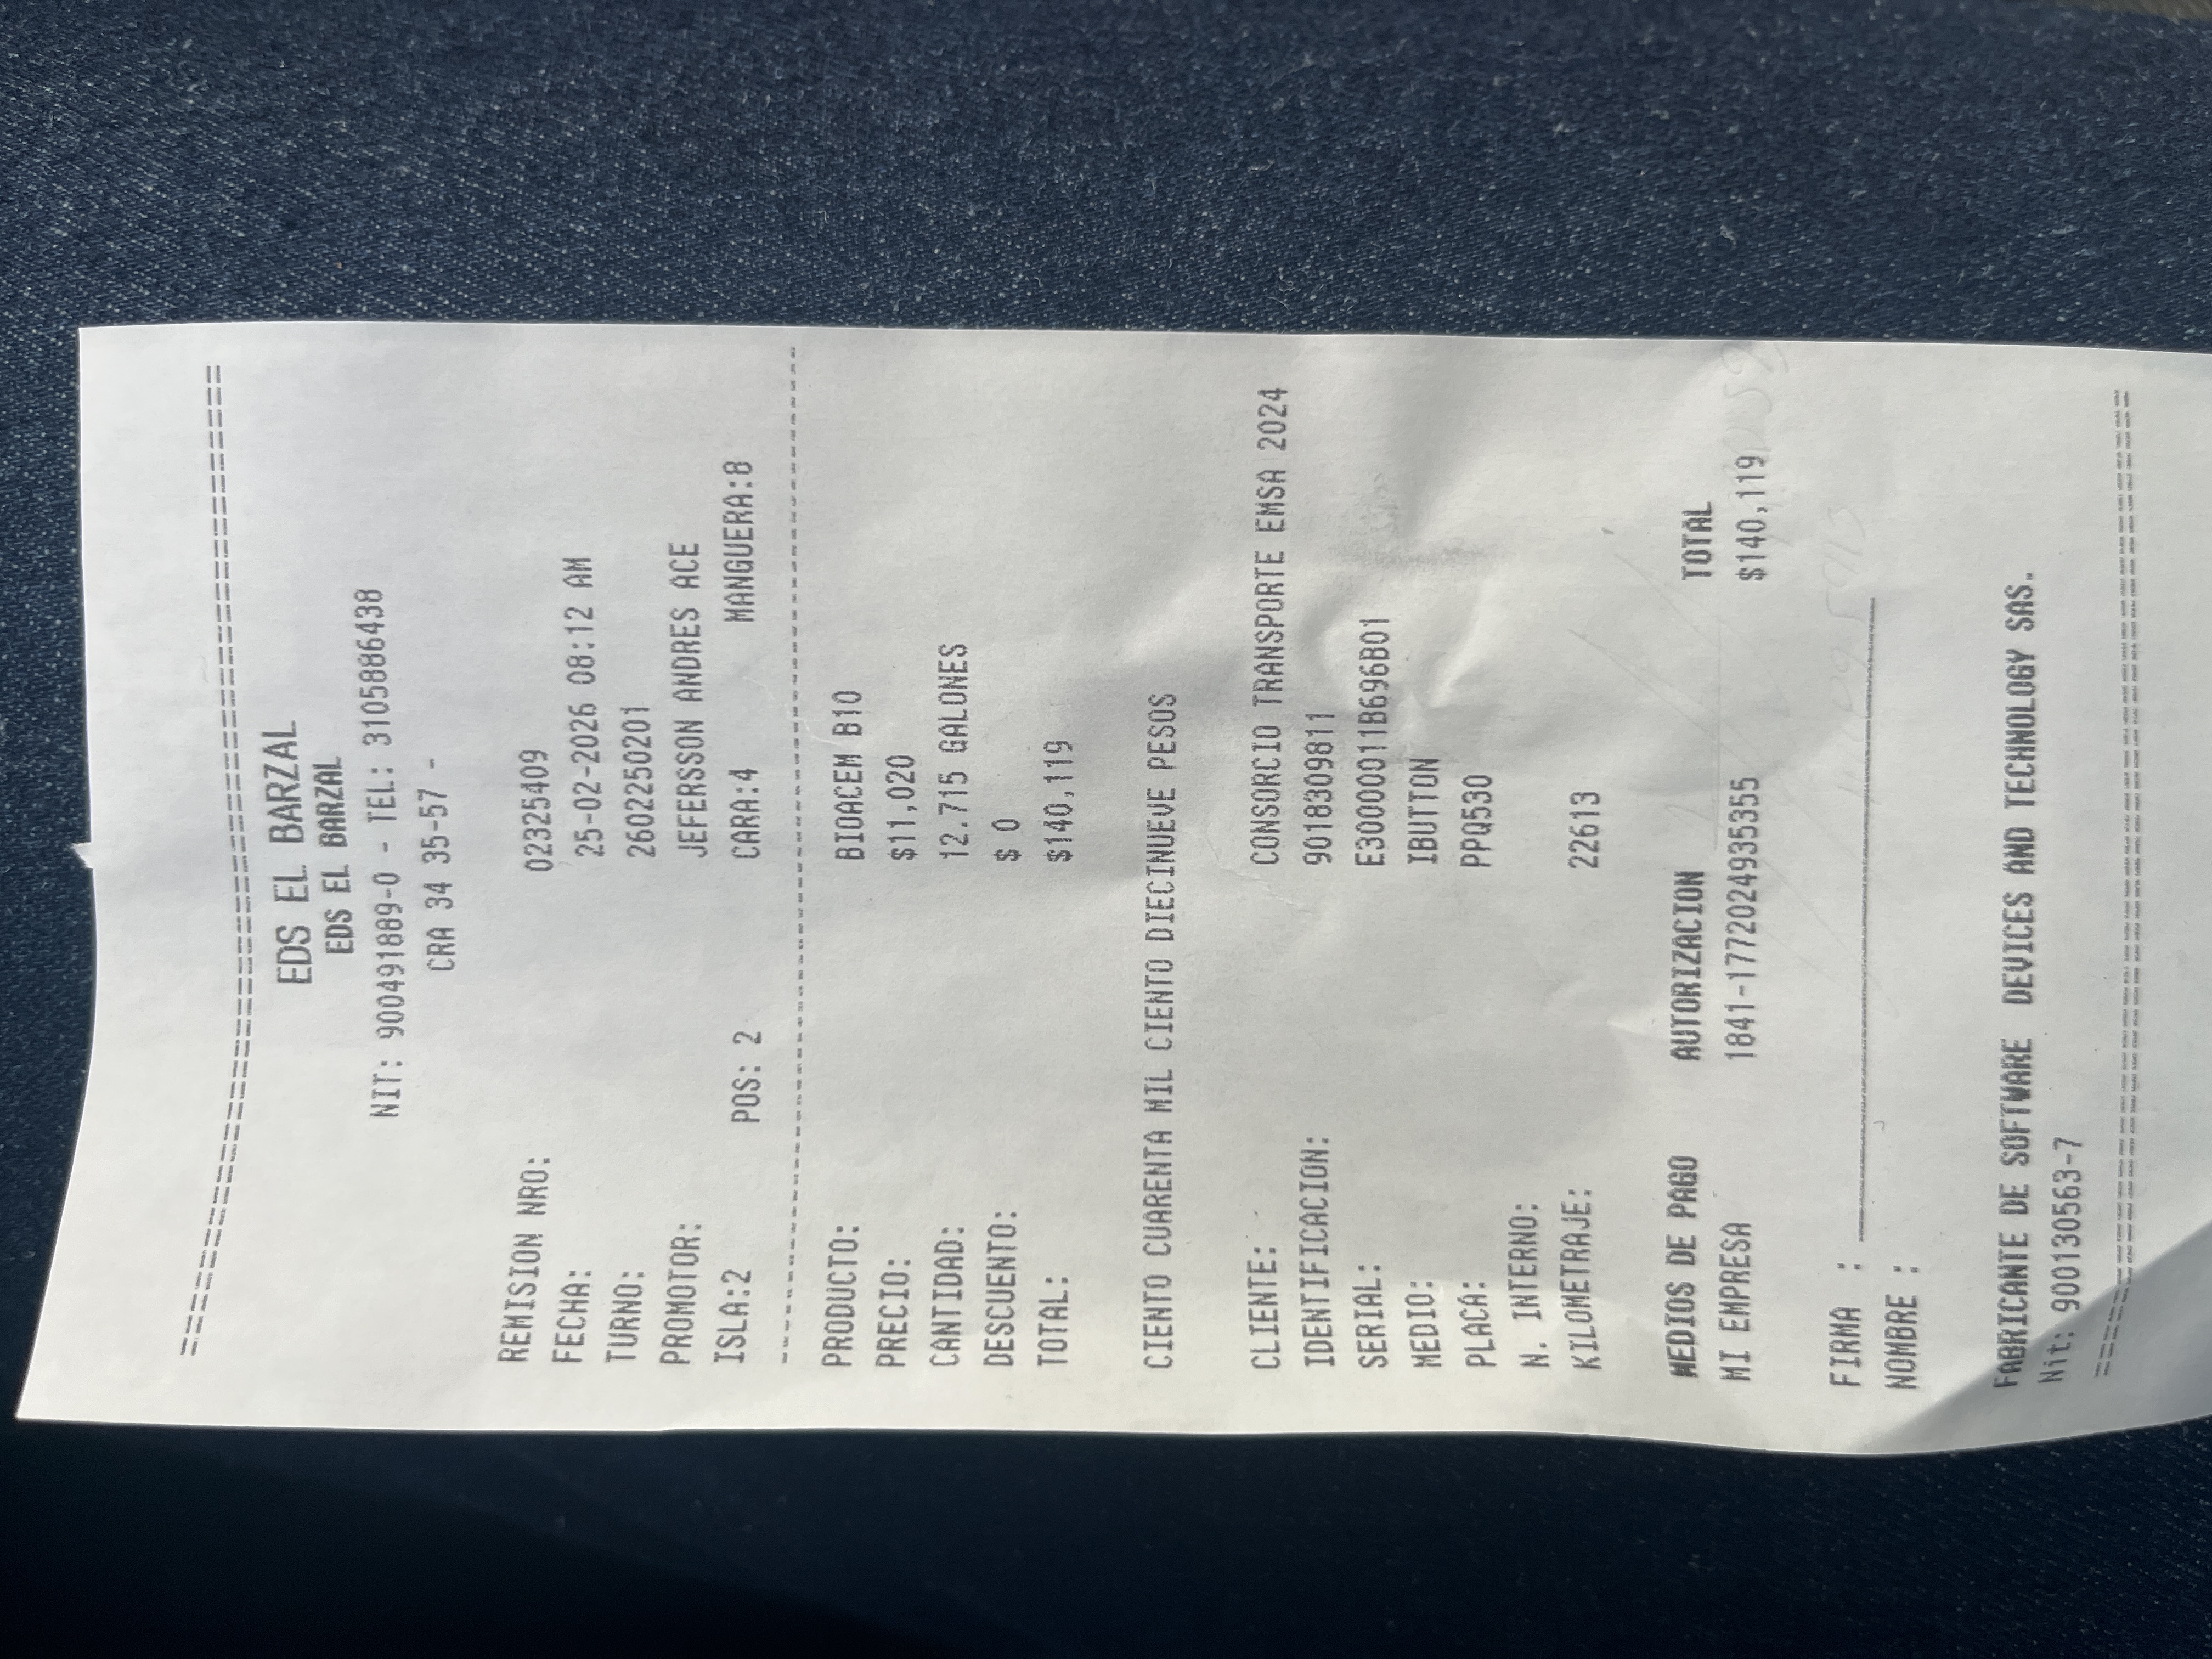 EDS EL BARZAL
EDS EL BARZAL
NIT: 900491889-0 - TEL: 3105886438
CRA 34 35-57 -
REMISION NRO: 02325409
FECHA: 25-02-2026 08:12 AM
TURNO: 2602250201
PROMOTOR: JEFERSSON ANDRES ACE
ISLA:2 POS: 2 CARA:4 MANGUERA:8
PRODUCTO: BIOACEM B10
PRECIO: $11,020
CANTIDAD: 12.715 GALONES
DESCUENTO: $ 0
TOTAL: $140,119
CIENTO CUARENTA MIL CIENTO DIECINUEVE PESOS
CLIENTE: CONSORCIO TRANSPORTE EMSA 2024
IDENTIFICACION: 9018309811
SERIAL: E30000011B696B01
MEDIO: IBUTTON
PLACA: PPQ530
N. INTERNO:
KILOMETRAJE: 22613
MEDIOS DE PAGO AUTORIZACION TOTAL
MI EMPRESA 1841-1772024935355 $140,119
FIRMA :
NOMBRE :
FABRICANTE DE SOFTWARE DEVICES AND TECHNOLOGY SAS.
Nit: 900130563-7